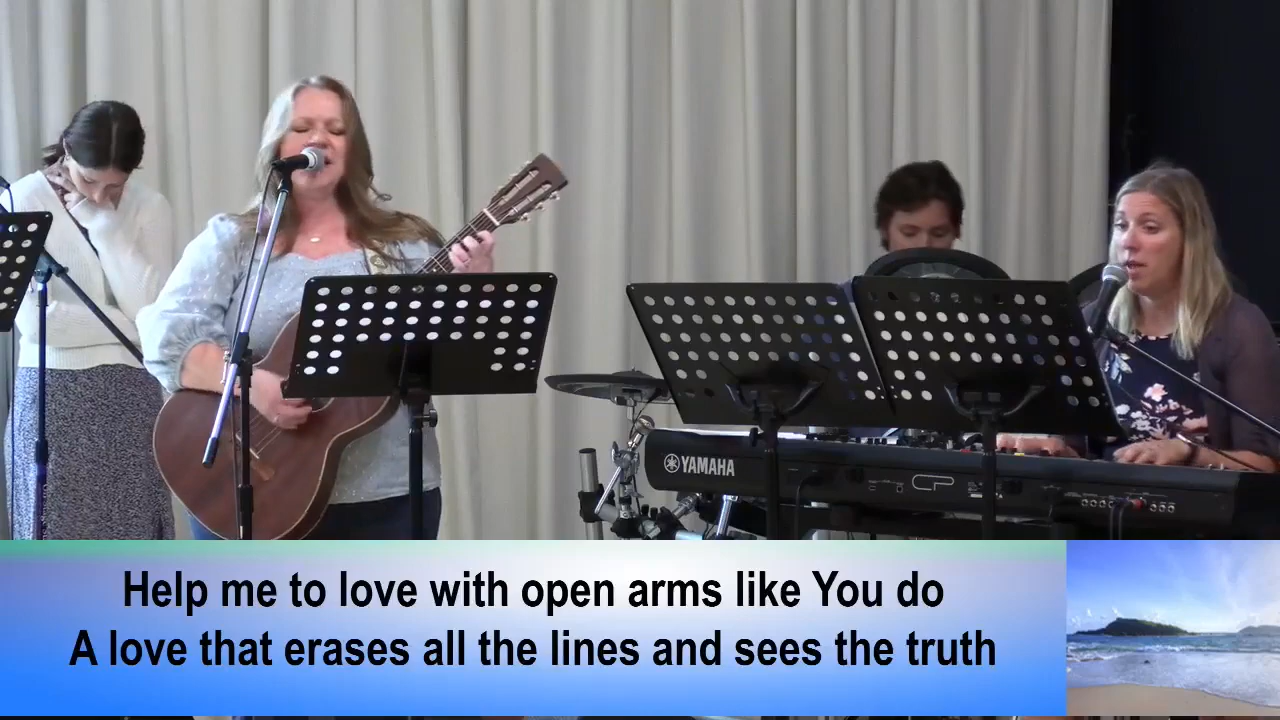 YAMAHA
CP
Help me to love with open arms like You do
A love that erases all the lines and sees the truth